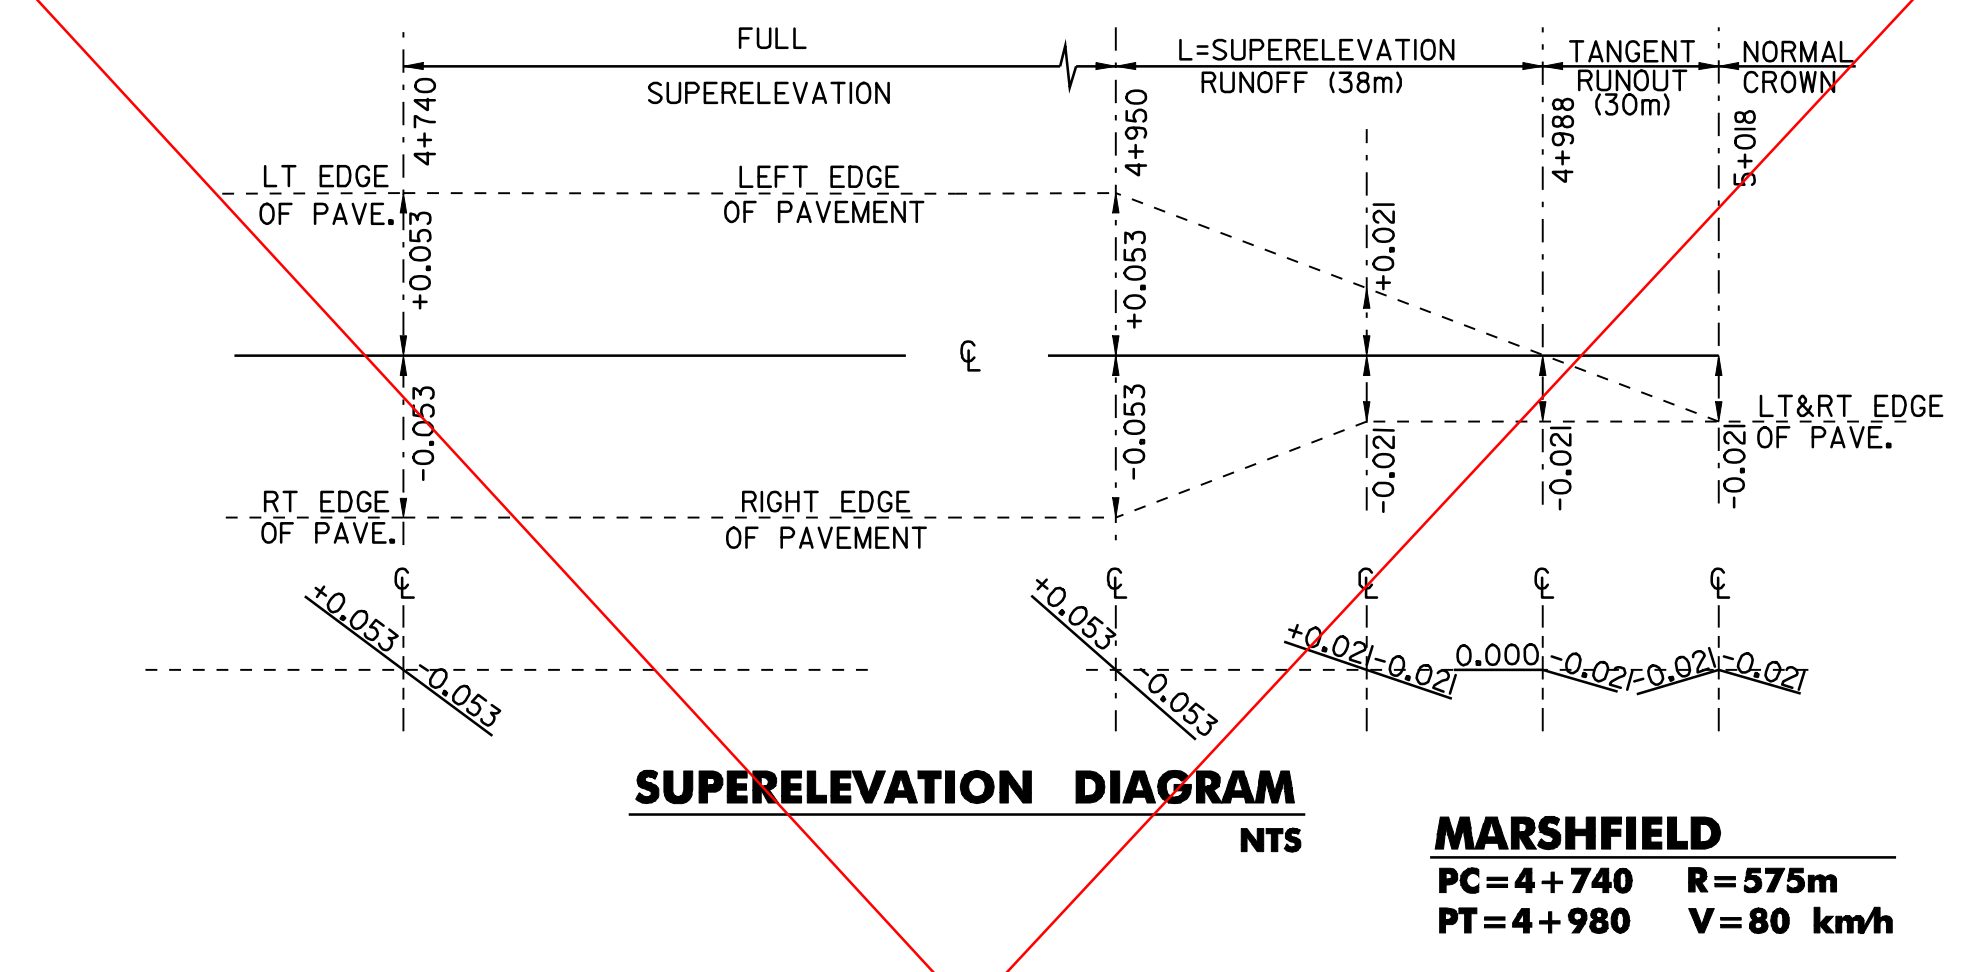 FULL
SUPERELEVATION
L=SUPERELEVATION
RUNOFF (38m)
TANGENT
RUNOUT
(30m)
NORMAL
CROWN
4+740
4+950
4+988
5+018
LT EDGE
OF PAVE.
LEFT EDGE
OF PAVEMENT
+0.053
+0.053
+0.021
℄
-0.053
-0.053
-0.021
-0.021
-0.021
LT&RT EDGE
OF PAVE.
RT EDGE
OF PAVE.
RIGHT EDGE
OF PAVEMENT
℄
℄
℄
℄
℄
+0.053
-0.053
+0.053
-0.053
+0.021
-0.021
0.000
-0.021
-0.021
-0.021
SUPERELEVATION DIAGRAM
NTS
MARSHFIELD
PC=4+740 R=575m
PT=4+980 V=80 km/h